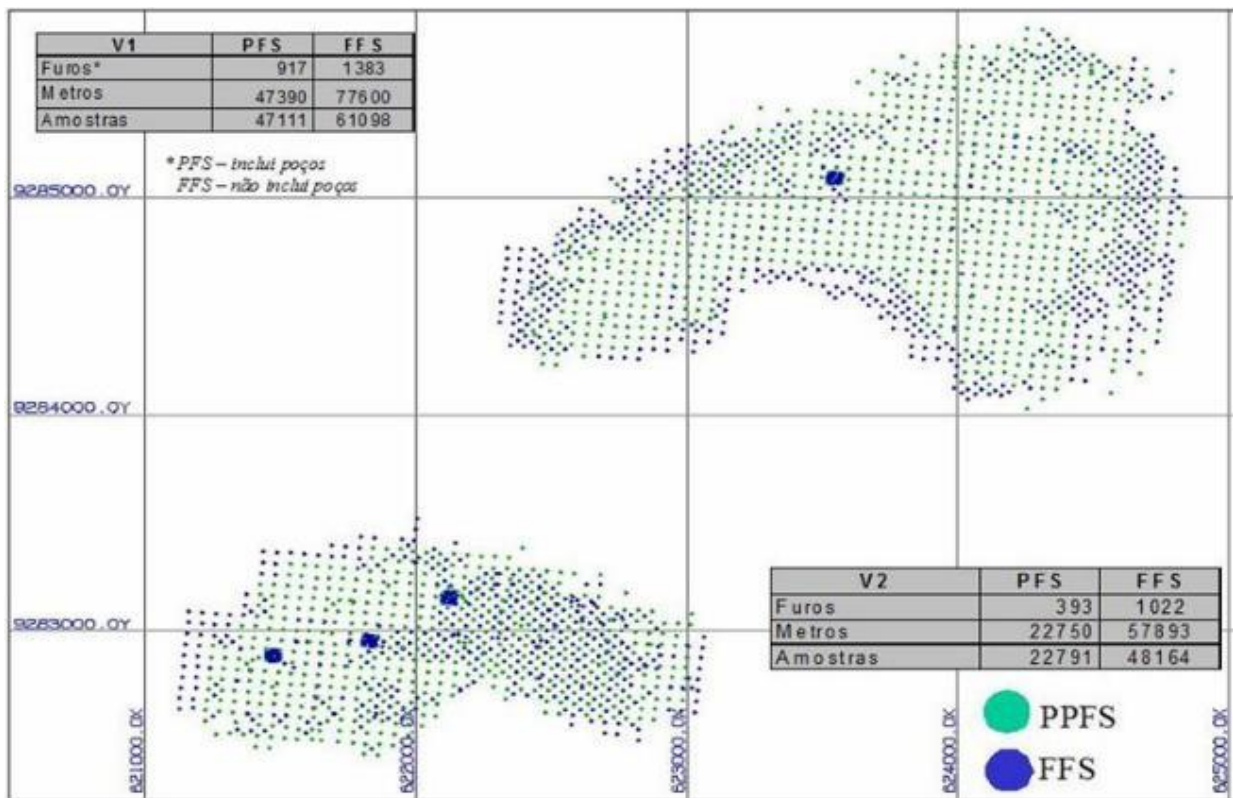 V1 PFS FFS
Furos* 917 1383
Metros 47390 77600
Amostras 47111 61098
* PFS – inclui poços
FFS – não inclui poços
9285000.0Y
9284000.0Y
9283000.0Y
V2 PFS FFS
Furos 393 1022
Metros 22750 57893
Amostras 22791 48164
PPFS
FFS
621000.0X
622000.0X
623000.0X
624000.0X
625000.0X